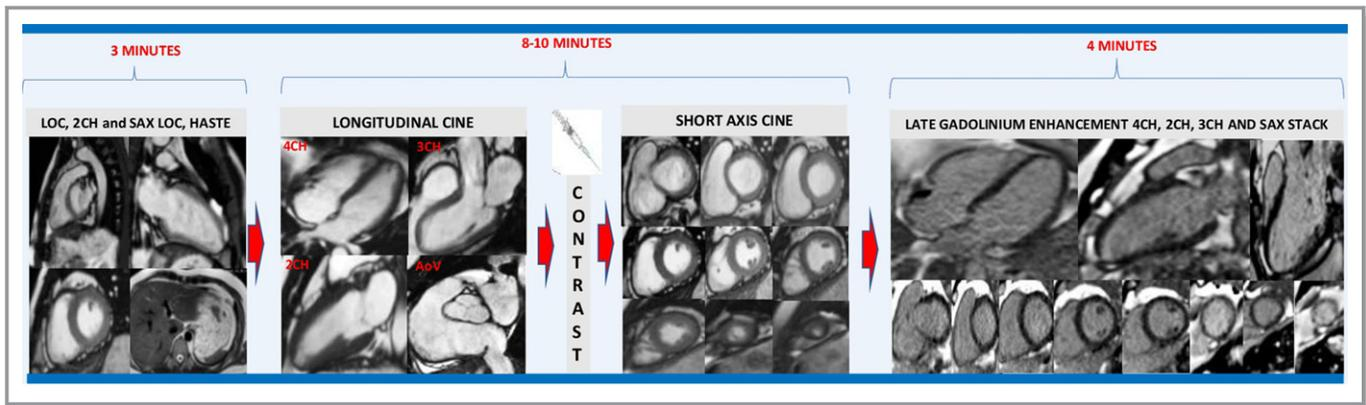 3 MINUTES
8-10 MINUTES
4 MINUTES
LOC, 2CH and SAX LOC, HASTE
LONGITUDINAL CINE
SHORT AXIS CINE
LATE GADOLINIUM ENHANCEMENT 4CH, 2CH, 3CH AND SAX STACK
4CH
3CH
2CH
AoV
C
O
N
T
R
A
S
T